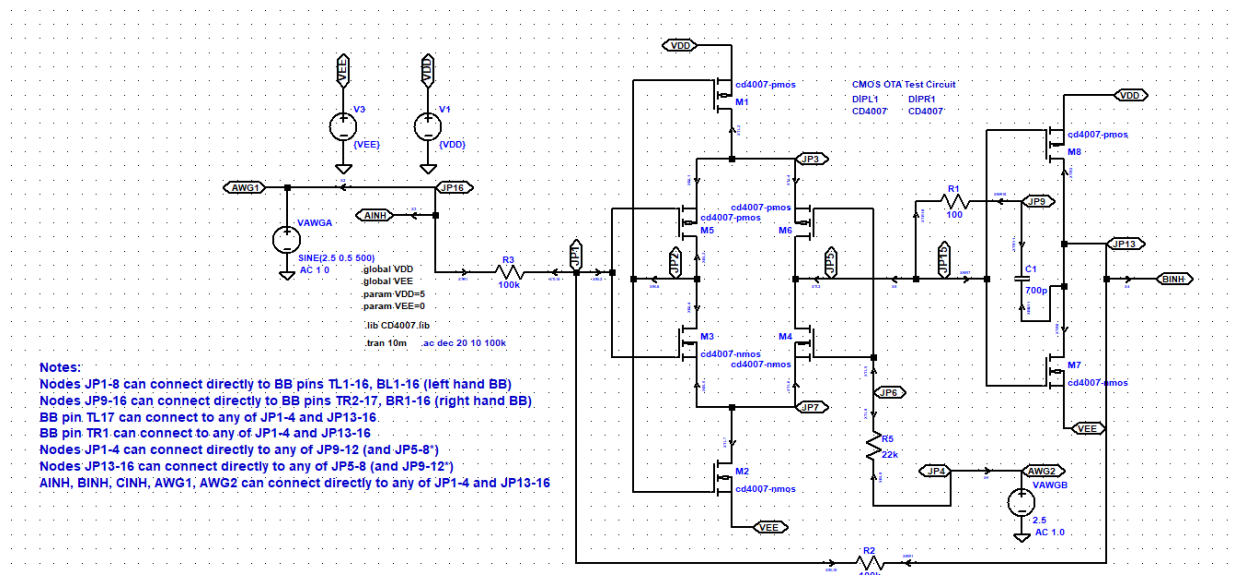 VDD
VEE
VDD
cd4007-pmos
M1
CMOS OTA Test Circuit
DIPL1 DIPR1
CD4007 CD4007
VDD
V3
V1
{VEE}
{VDD}
cd4007-pmos
M8
JP3
AWG1
JP16
AINH
VAWGA
SINE(2.5 0.5 500)
AC 1 0
R3
100k
JP1
cd4007-pmos
M5
cd4007-pmos
M6
R1
100
JP9
JP2
JP5
JP15
JP13
BINH
C1
700p
.global VDD
.global VEE
.param VDD=5
.param VEE=0
.lib CD4007.lib
.tran 10m .ac dec 20 10 100k
M3
cd4007-nmos
M4
cd4007-nmos
M7
cd4007-nmos
JP6
JP7
VEE
R5
22k
M2
cd4007-nmos
JP4
AWG2
VAWGB
2.5
AC 1.0
VEE
R2
100k
Notes:
Nodes JP1-8 can connect directly to BB pins TL1-16, BL1-16 (left hand BB)
Nodes JP9-16 can connect directly to BB pins TR2-17, BR1-16 (right hand BB)
BB pin TL17 can connect to any of JP1-4 and JP13-16
BB pin TR1 can connect to any of JP1-4 and JP13-16
Nodes JP1-4 can connect directly to any of JP9-12 (and JP5-8*)
Nodes JP13-16 can connect directly to any of JP5-8 (and JP9-12*)
AINH, BINH, CINH, AWG1, AWG2 can connect directly to any of JP1-4 and JP13-16